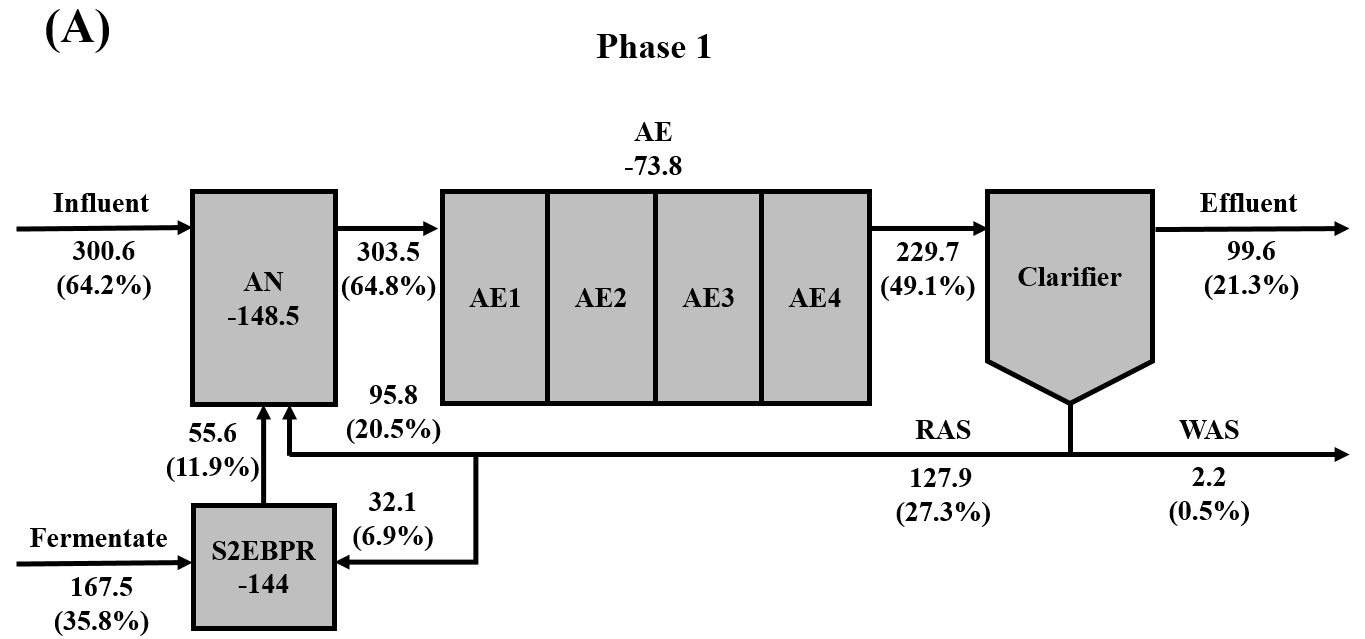 (A)
Phase 1
AE
-73.8
Influent
300.6
(64.2%)
AN
-148.5
303.5
(64.8%)
AE1
AE2
AE3
AE4
229.7
(49.1%)
Clarifier
Effluent
99.6
(21.3%)
95.8
(20.5%)
55.6
(11.9%)
RAS
127.9
(27.3%)
WAS
2.2
(0.5%)
32.1
(6.9%)
Fermentate
167.5
(35.8%)
S2EBPR
-144